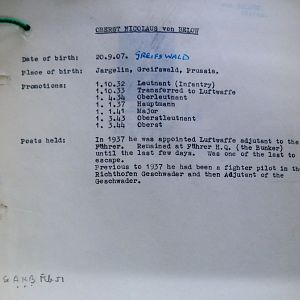 OBERST NICOLAUS von BELOW
Date of birth: 20.9.07. GREIFSWALD
Place of birth: Jargelin, Greifswald, Prussia.
Promotions: 1.10.32 Leutnant (Infantry)
1.10.33 Transferred to Luftwaffe
1. 4.34 Oberleutnant
1. 1.37 Hauptmann
1. 1.41 Major
1. 3.43 Oberstleutnant
1. 3.44 Oberst
Posts held: In 1937 he was appointed Luftwaffe adjutant to the
Führer. Remained at Führer H.Q. (the Bunker)
until the last few days. Was one of the last to
escape.
Previous to 1937 he had been a fighter pilot in the
Richthofen Geschwader and then Adjutant of the
Geschwader.